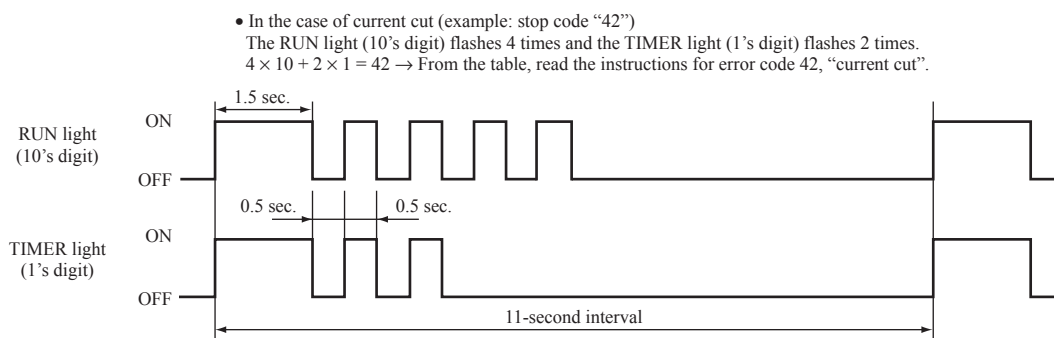 • In the case of current cut (example: stop code “42”)
The RUN light (10’s digit) flashes 4 times and the TIMER light (1’s digit) flashes 2 times.
4 × 10 + 2 × 1 = 42 → From the table, read the instructions for error code 42, “current cut”.
1.5 sec.
RUN light
(10’s digit)
ON
OFF
0.5 sec.
0.5 sec.
TIMER light
(1’s digit)
ON
OFF
11-second interval